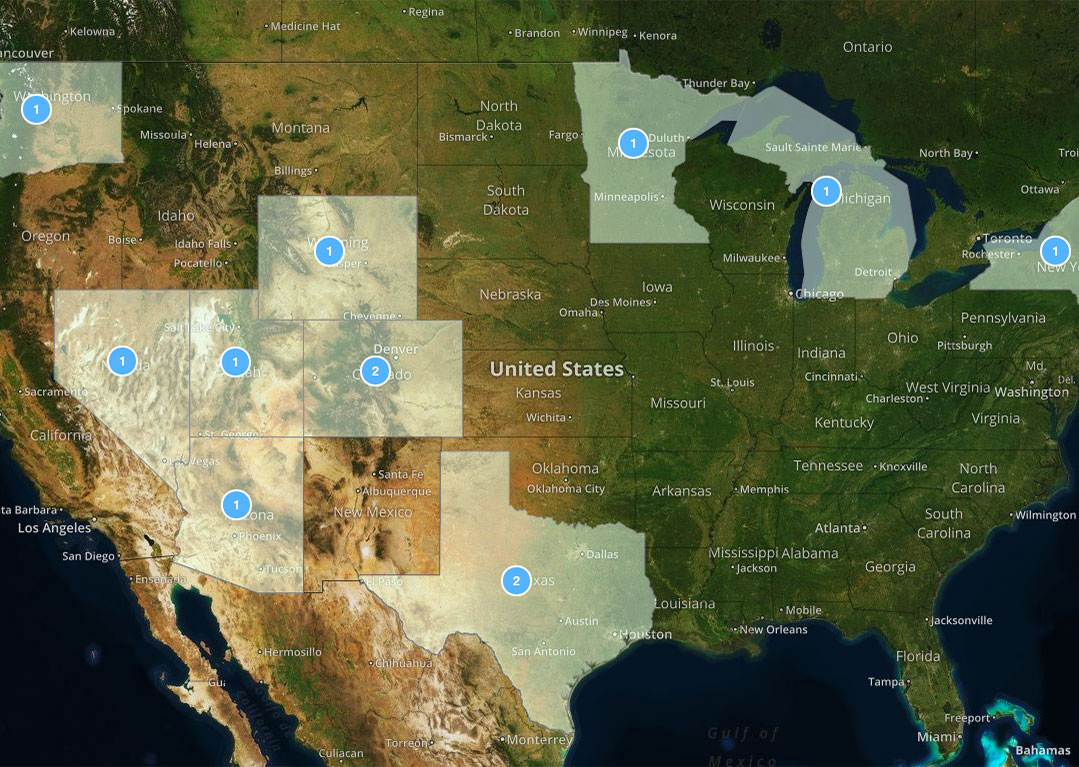 Regina
Medicine Hat
Kelowna
Brandon
Winnipeg
Kenora
Ontario
ancouver
Thunder Bay
Washington
1
Spokane
North
Dakota
Montana
Missoula
Helena
Bismarck
Fargo
1
Duluth
Minnesota
Sault Sainte Marie
North Bay
Troi
Billings
South
Dakota
Minneapolis
Wisconsin
1
Michigan
Ottawa
Idaho
Oregon
Boise
Idaho Falls
Pocatello
1
Wyoming
Casper
Milwaukee
Toronto
Rochester
1
New Y
Detroit
Iowa
Nebraska
Des Moines
Omaha
Chicago
Cheyenne
Salt Lake City
Pennsylvania
Ohio
Pittsburgh
Illinois
Indiana
Denver
1
1
2
United States
Kansas
St. Louis
Cincinnati
West Virginia
Md.
Del.
Washington
Charleston
Sacramento
Missouri
Wichita
Kentucky
Virginia
California
St. George
Las Vegas
Santa Fe
Albuquerque
New Mexico
Oklahoma
Oklahoma City
Tennessee
Knoxville
North
Carolina
Arkansas
Memphis
ta Barbara
Los Angeles
1
Phoenix
South
Carolina
Wilmington
Atlanta
San Diego
Ensenada
Tucson
El Paso
Dallas
Mississippi
Alabama
Jackson
Georgia
2
Louisiana
Mobile
Austin
Houston
New Orleans
Jacksonville
Hermosillo
Chihuahua
San Antonio
Florida
Tampa
Gulf of
Mexico
Freeport
Miami
Bahamas
Culiacan
Torreón
Monterrey